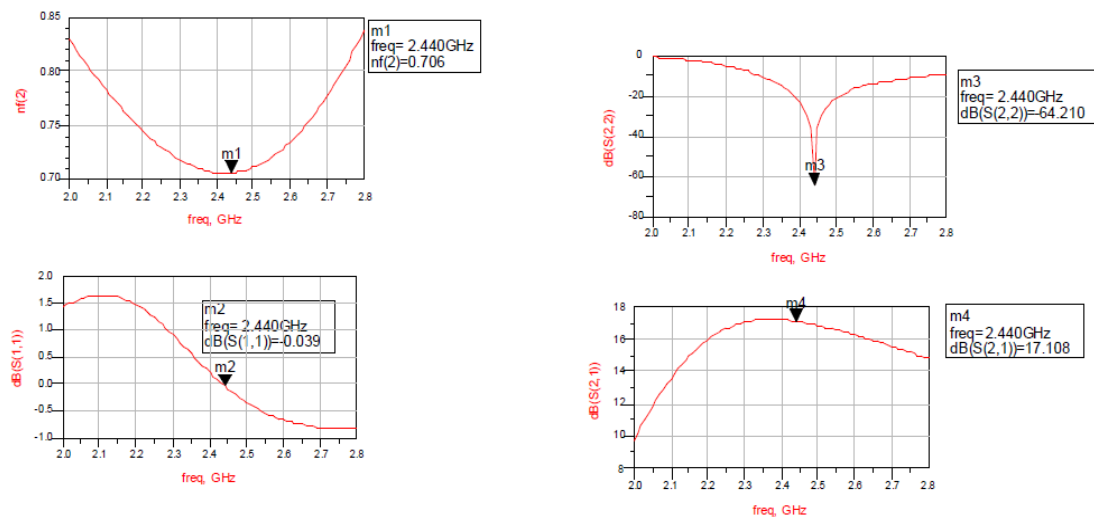 m1
freq= 2.440GHz
nf(2)=0.706
0.85
0.80
0.75
0.70
nf(2)
m1
2.0 2.1 2.2 2.3 2.4 2.5 2.6 2.7 2.8
freq, GHz
m3
freq= 2.440GHz
dB(S(2,2))=-64.210
0
-20
-40
-60
-80
dB(S(2,2))
m3
2.0 2.1 2.2 2.3 2.4 2.5 2.6 2.7 2.8
freq, GHz
m2
freq= 2.440GHz
dB(S(1,1))=-0.039
2.0
1.5
1.0
0.5
0.0
-0.5
-1.0
dB(S(1,1))
m2
2.0 2.1 2.2 2.3 2.4 2.5 2.6 2.7 2.8
freq, GHz
m4
freq=2.440GHz
dB(S(2,1))=17.108
18
16
14
12
10
8
dB(S(2,1))
m4
2.0 2.1 2.2 2.3 2.4 2.5 2.6 2.7 2.8
freq, GHz